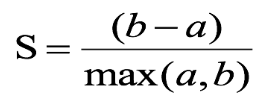 S = (b − a) / max(a, b)